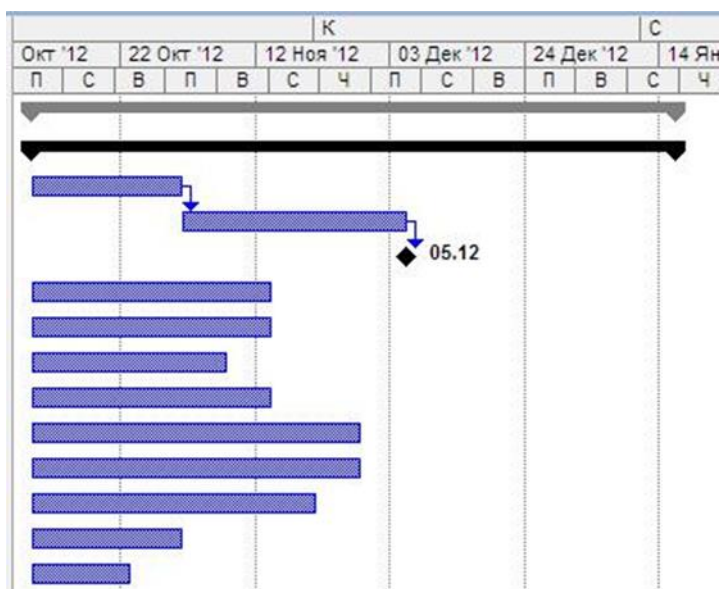 К С
Окт '12 22 Окт '12 12 Ноя '12 03 Дек '12 24 Дек '12 14 Ян
П С В П В С Ч П С В П В С Ч
05.12